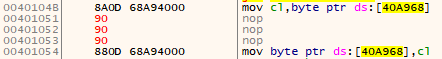 0040104B 8A0D 68A94000 mov cl,byte ptr ds:[40A968]
00401051 90 nop
00401052 90 nop
00401053 90 nop
00401054 880D 68A94000 mov byte ptr ds:[40A968],cl